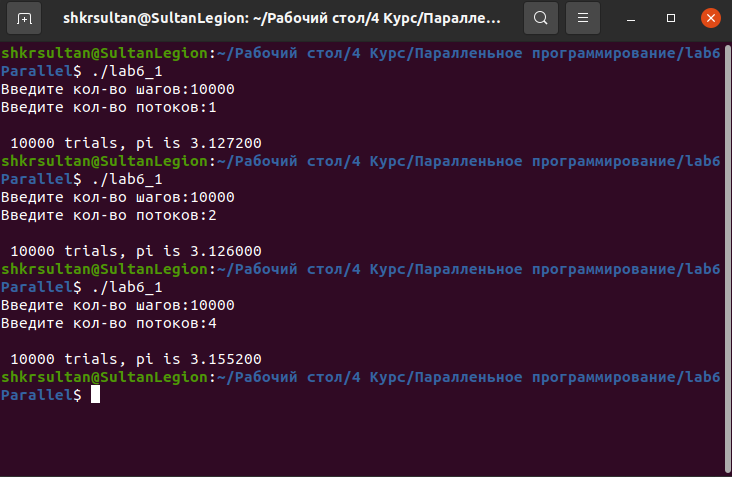 shkrsultan@SultanLegion: ~/Рабочий стол/4 Курс/Паралле...
shkrsultan@SultanLegion:~/Рабочий стол/4 Курс/Паралленьное программирование/lab6
Parallel$ ./lab6_1
Введите кол-во шагов:10000
Введите кол-во потоков:1
10000 trials, pi is 3.127200
shkrsultan@SultanLegion:~/Рабочий стол/4 Курс/Паралленьное программирование/lab6
Parallel$ ./lab6_1
Введите кол-во шагов:10000
Введите кол-во потоков:2
10000 trials, pi is 3.126000
shkrsultan@SultanLegion:~/Рабочий стол/4 Курс/Паралленьное программирование/lab6
Parallel$ ./lab6_1
Введите кол-во шагов:10000
Введите кол-во потоков:4
10000 trials, pi is 3.155200
shkrsultan@SultanLegion:~/Рабочий стол/4 Курс/Паралленьное программирование/lab6
Parallel$